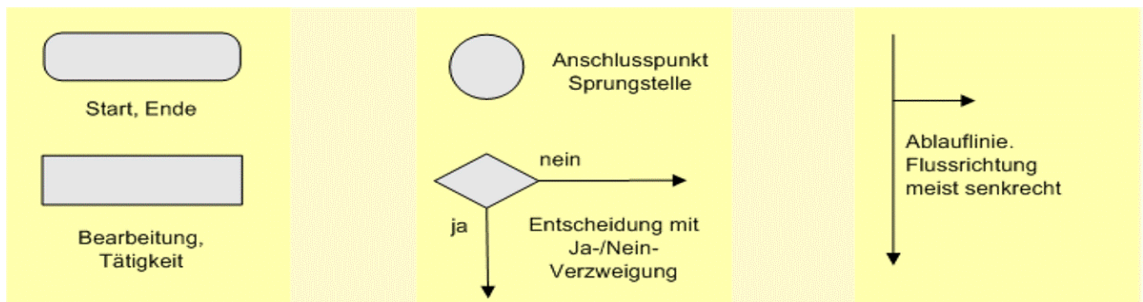 Start, Ende
Bearbeitung,
Tätigkeit
Anschlusspunkt
Sprungstelle
nein
ja
Entscheidung mit
Ja-/Nein-
Verzweigung
Ablauflinie.
Flussrichtung
meist senkrecht